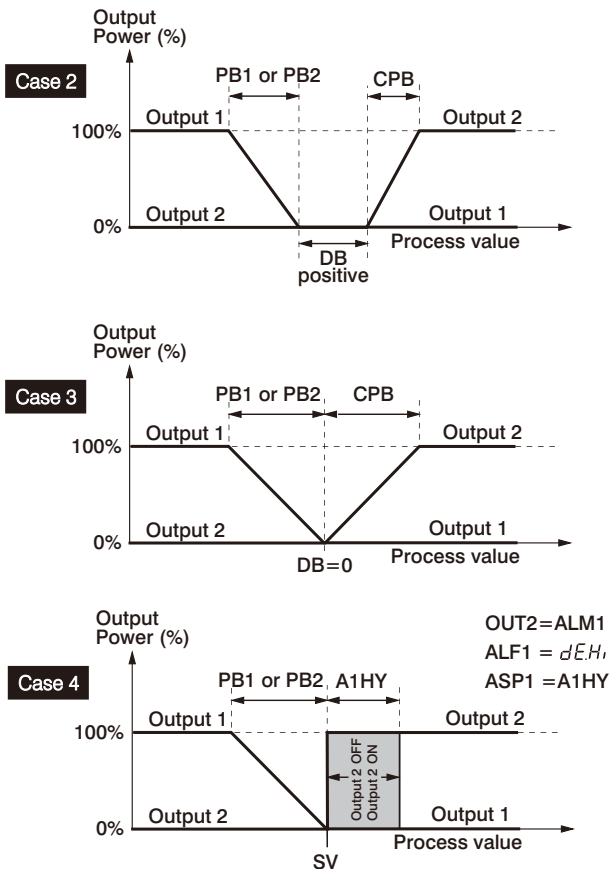 Output
Power (%)
Case 2
PB1 or PB2
CPB
Output 1
Output 2
100%
Output 2
Output 1
0%
Process value
DB
positive
Output
Power (%)
Case 3
PB1 or PB2
CPB
Output 1
Output 2
100%
Output 2
Output 1
0%
Process value
DB=0
Output
Power (%)
OUT2=ALM1
ALF1 = dE.Hi
ASP1 =A1HY
Case 4
PB1 or PB2
A1HY
Output 1
Output 2
100%
Output 2 OFF
Output 2 ON
Output 2
Output 1
0%
Process value
SV